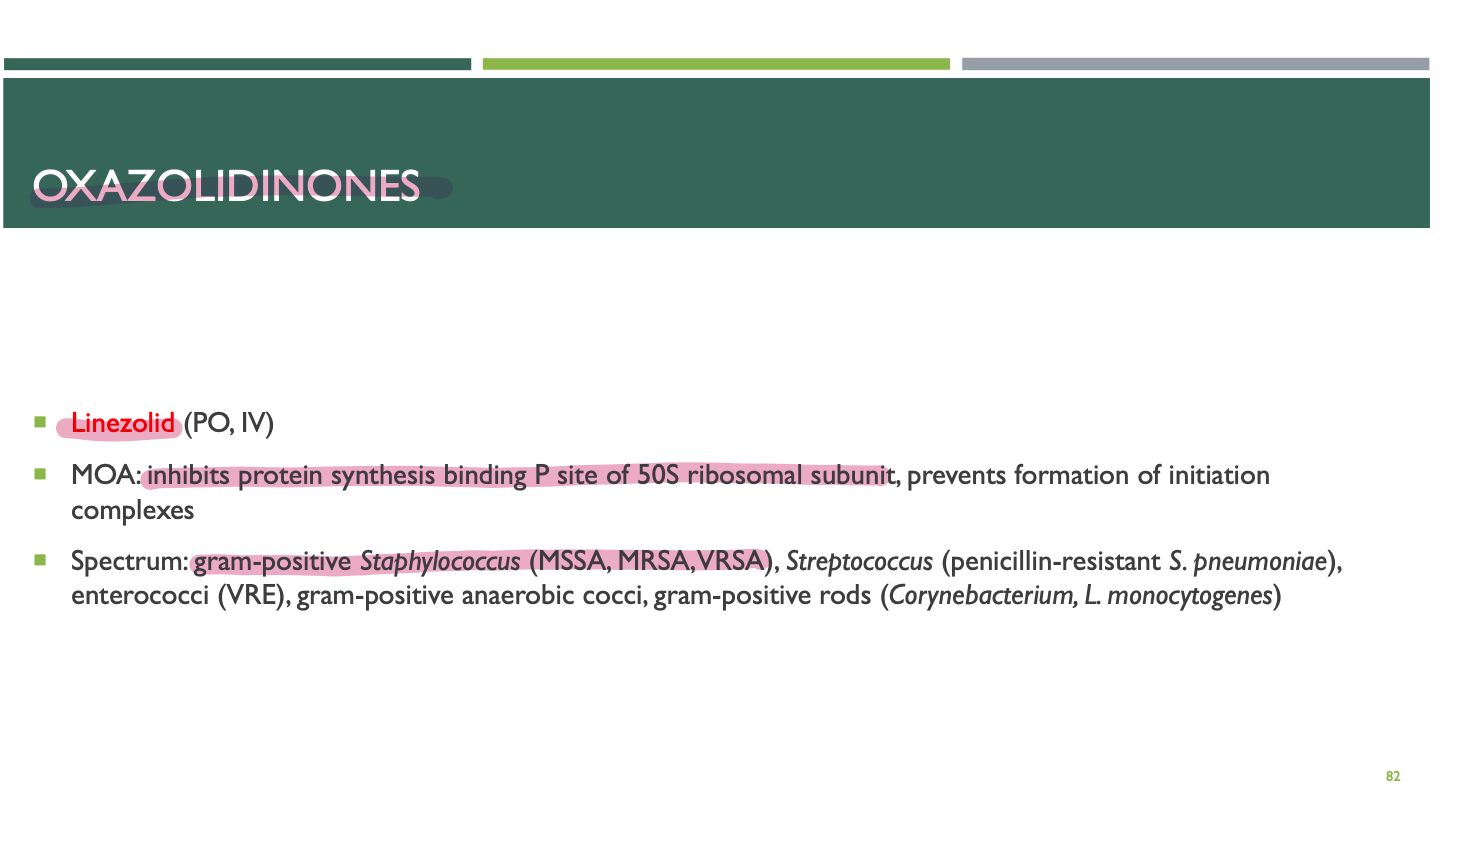 OXAZOLIDINONES
Linezolid (PO, IV)
MOA: inhibits protein synthesis binding P site of 50S ribosomal subunit, prevents formation of initiation
complexes
Spectrum: gram-positive Staphylococcus (MSSA, MRSA, VRSA), Streptococcus (penicillin-resistant S. pneumoniae),
enterococci (VRE), gram-positive anaerobic cocci, gram-positive rods (Corynebacterium, L. monocytogenes)
82